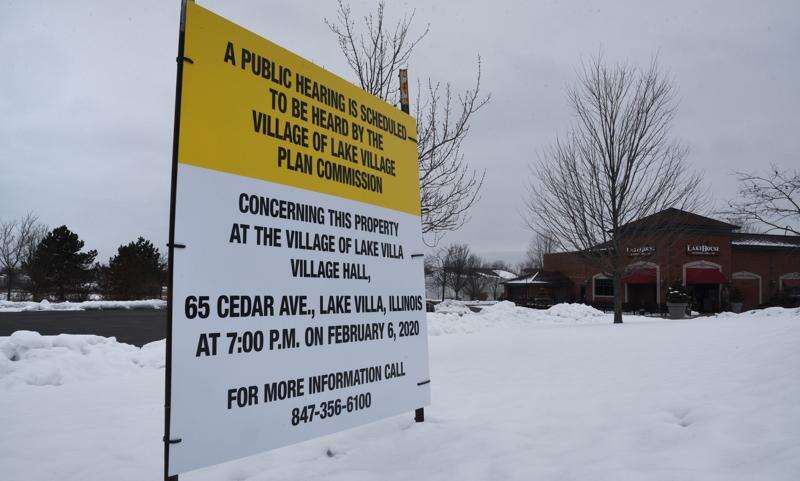 A PUBLIC HEARING IS SCHEDULED
TO BE HEARD BY THE
VILLAGE OF LAKE VILLAGE
PLAN COMMISSION
CONCERNING THIS PROPERTY
AT THE VILLAGE OF LAKE VILLA
VILLAGE HALL,
65 CEDAR AVE., LAKE VILLA, ILLINOIS
AT 7:00 P.M. ON FEBRUARY 6, 2020
FOR MORE INFORMATION CALL
847-356-6100
LAKEHOUSE
LAKEHOUSE